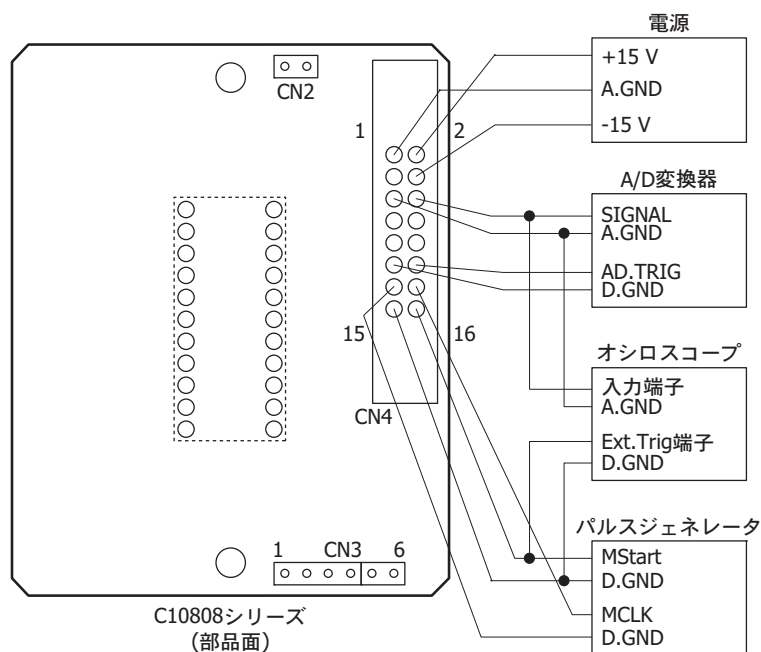 電源
+15 V
A.GND
-15 V
CN2
1
2
A/D変換器
SIGNAL
A.GND
AD.TRIG
D.GND
15
16
オシロスコープ
入力端子
A.GND
CN4
Ext.Trig端子
D.GND
パルスジェネレータ
1 CN3 6
MStart
D.GND
MCLK
D.GND
C10808シリーズ
(部品面)